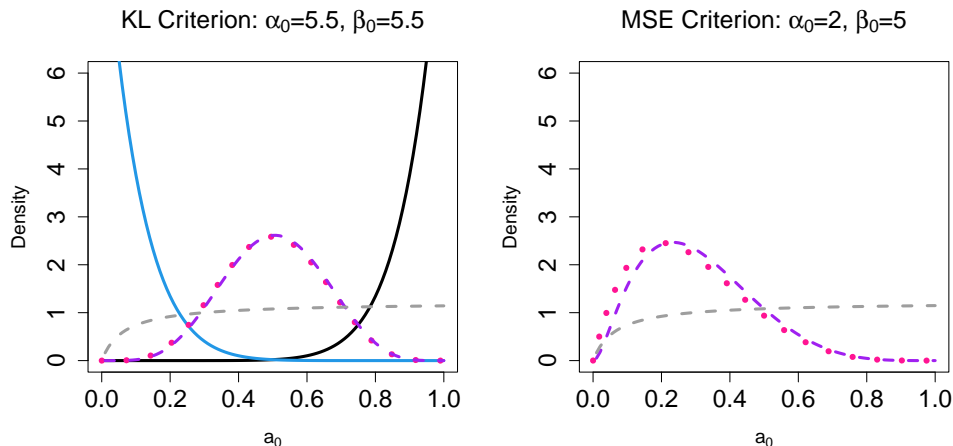 KL Criterion: α₀=5.5, β₀=5.5
Density
0 1 2 3 4 5 6
0.0 0.2 0.4 0.6 0.8 1.0
a₀
MSE Criterion: α₀=2, β₀=5
Density
0 1 2 3 4 5 6
0.0 0.2 0.4 0.6 0.8 1.0
a₀